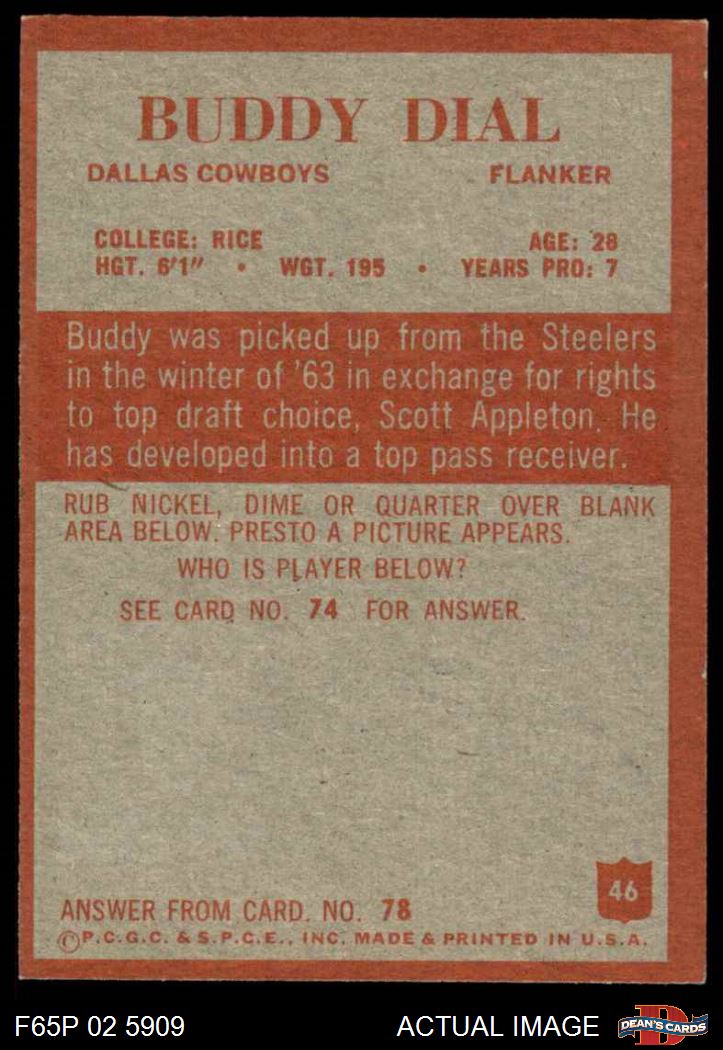 BUDDY DIAL
DALLAS COWBOYS FLANKER
COLLEGE: RICE AGE: 28
HGT. 6'1" • WGT. 195 • YEARS PRO: 7
Buddy was picked up from the Steelers
in the winter of '63 in exchange for rights
to top draft choice, Scott Appleton. He
has developed into a top pass receiver.
RUB NICKEL, DIME OR QUARTER OVER BLANK
AREA BELOW. PRESTO A PICTURE APPEARS.
WHO IS PLAYER BELOW?
SEE CARD NO. 74 FOR ANSWER.
46
ANSWER FROM CARD. NO. 78
©P.C.G.C. & S.P.C.E., INC. MADE & PRINTED IN U.S.A.
F65P 02 5909 ACTUAL IMAGE D DEAN'S CARDS